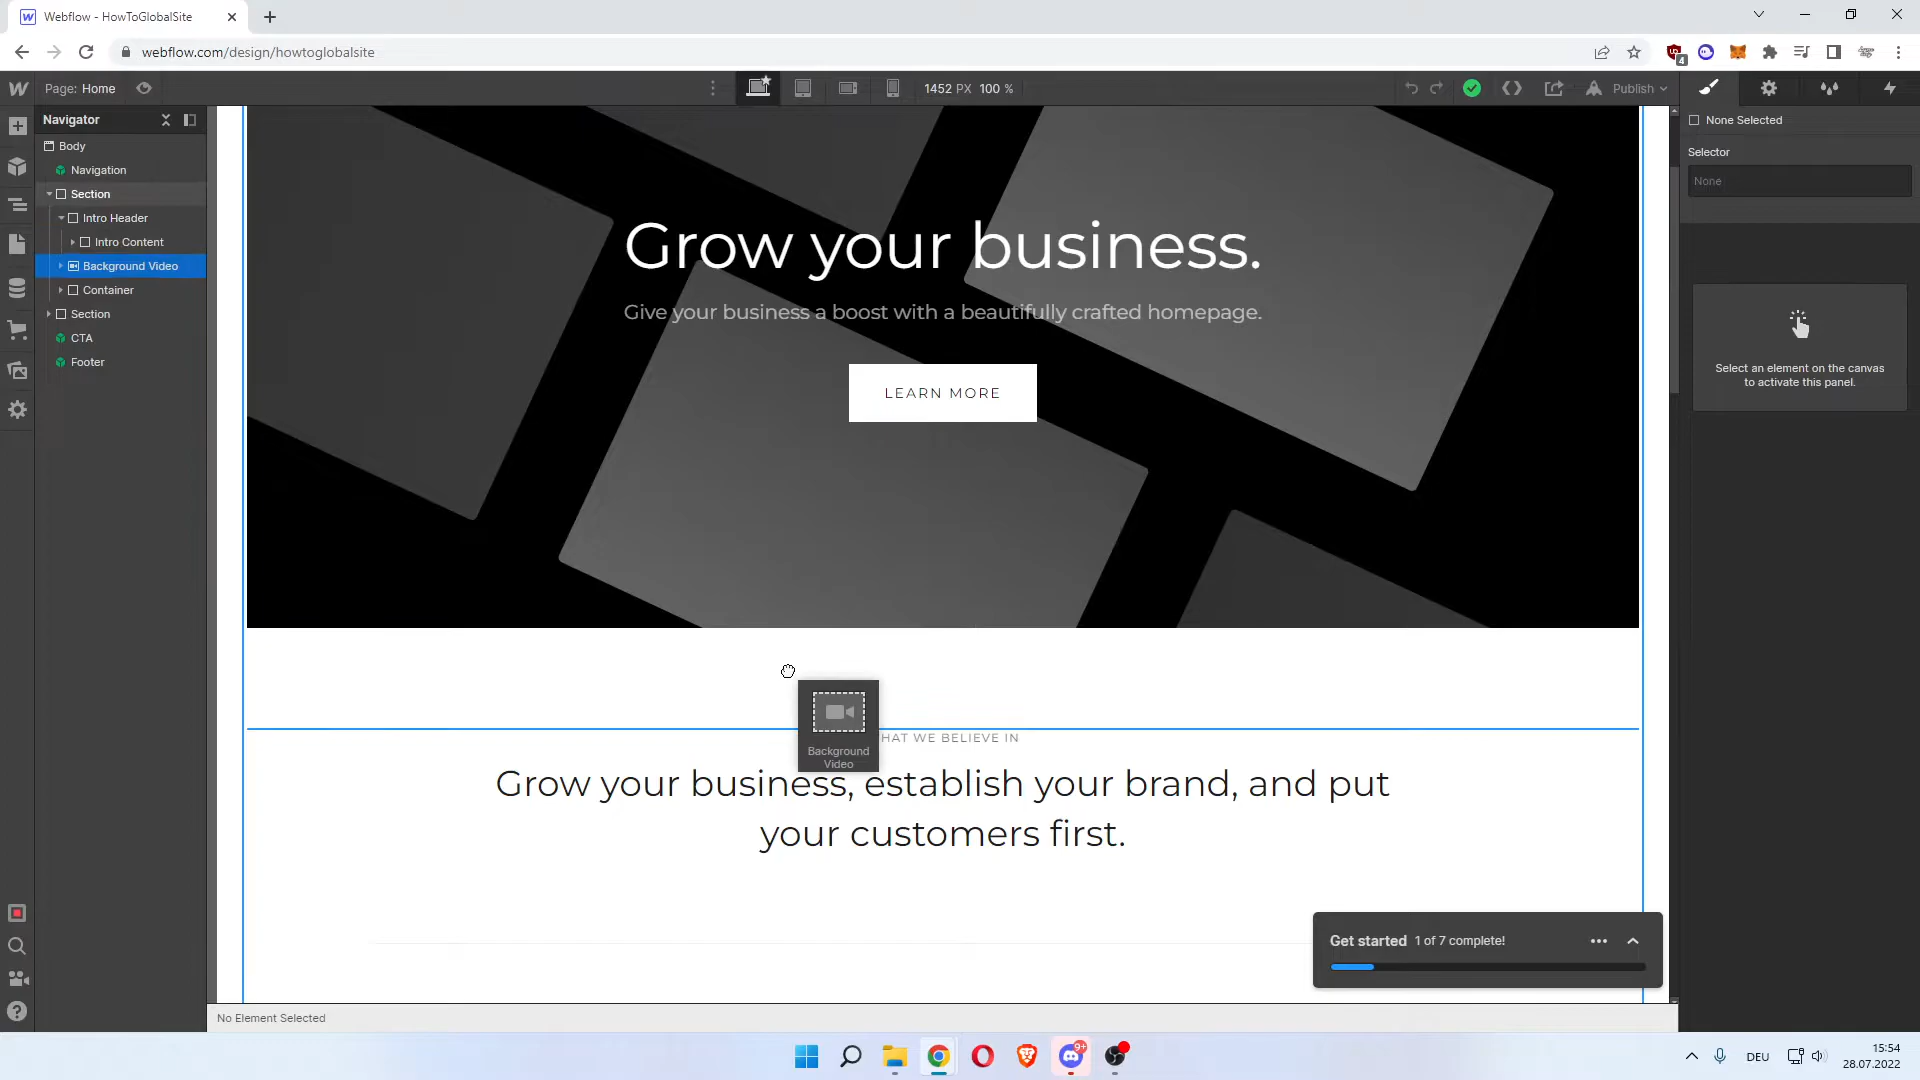 Webflow - HowToGlobalSite
webflow.com/design/howtoglobalsite
4
Page: Home
1452 PX 100 %
Publish
Navigator
Body
Navigation
Section
Intro Header
Intro Content
Background Video
Container
Section
CTA
Footer
None Selected
Selector
None
Select an element on the canvas
to activate this panel.
Grow your business.
Give your business a boost with a beautifully crafted homepage.
LEARN MORE
Background
Video
HAT WE BELIEVE IN
Grow your business, establish your brand, and put
your customers first.
Get started 1 of 7 complete!
No Element Selected
9+
DEU
15:54
28.07.2022